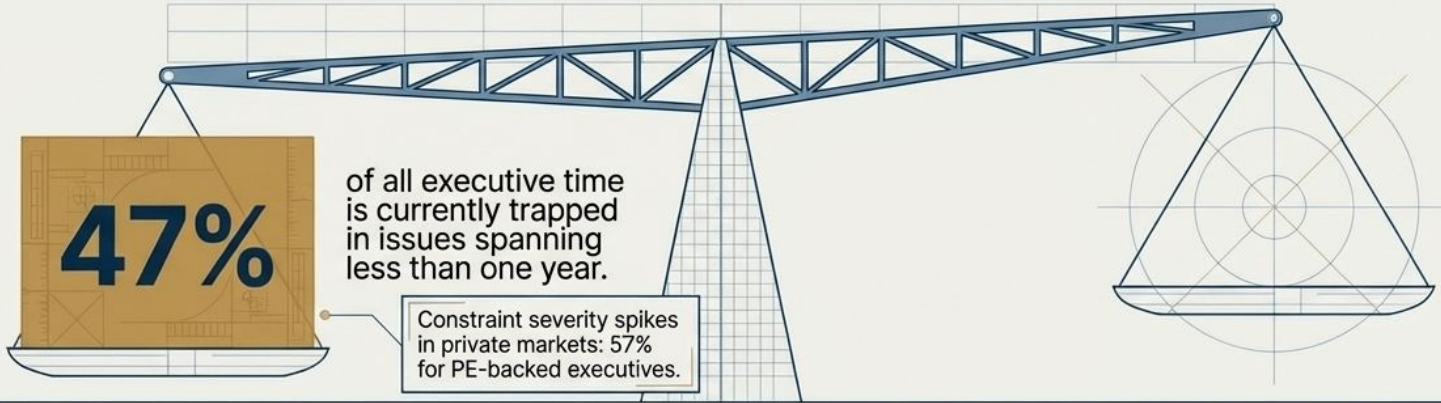 47%
of all executive time
is currently trapped
in issues spanning
less than one year.
Constraint severity spikes
in private markets: 57%
for PE-backed executives.